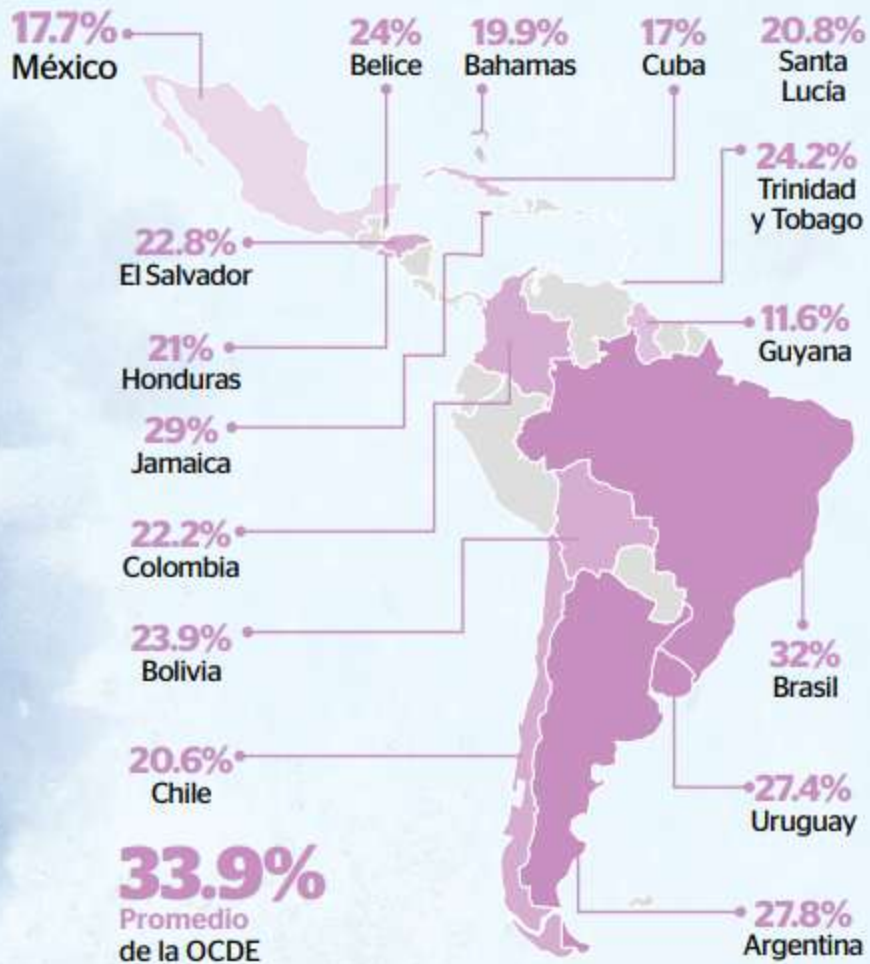 17.7%
México
24%
Belice
19.9%
Bahamas
17%
Cuba
20.8%
Santa
Lucía
24.2%
Trinidad
y Tobago
22.8%
El Salvador
11.6%
Guyana
21%
Honduras
29%
Jamaica
22.2%
Colombia
23.9%
Bolivia
32%
Brasil
20.6%
Chile
27.4%
Uruguay
33.9%
Promedio
de la OCDE
27.8%
Argentina